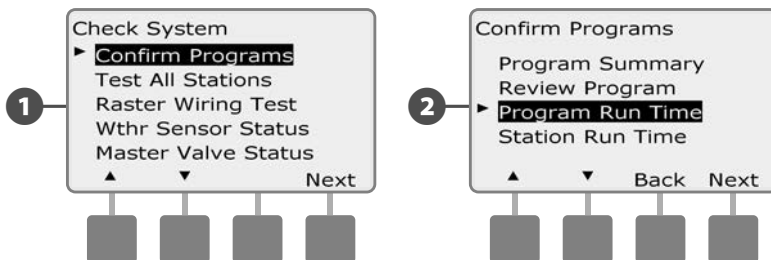 1
Check System
Confirm Programs
Test All Stations
Raster Wiring Test
Wthr Sensor Status
Master Valve Status
Next
2
Confirm Programs
Program Summary
Review Program
Program Run Time
Station Run Time
Back Next